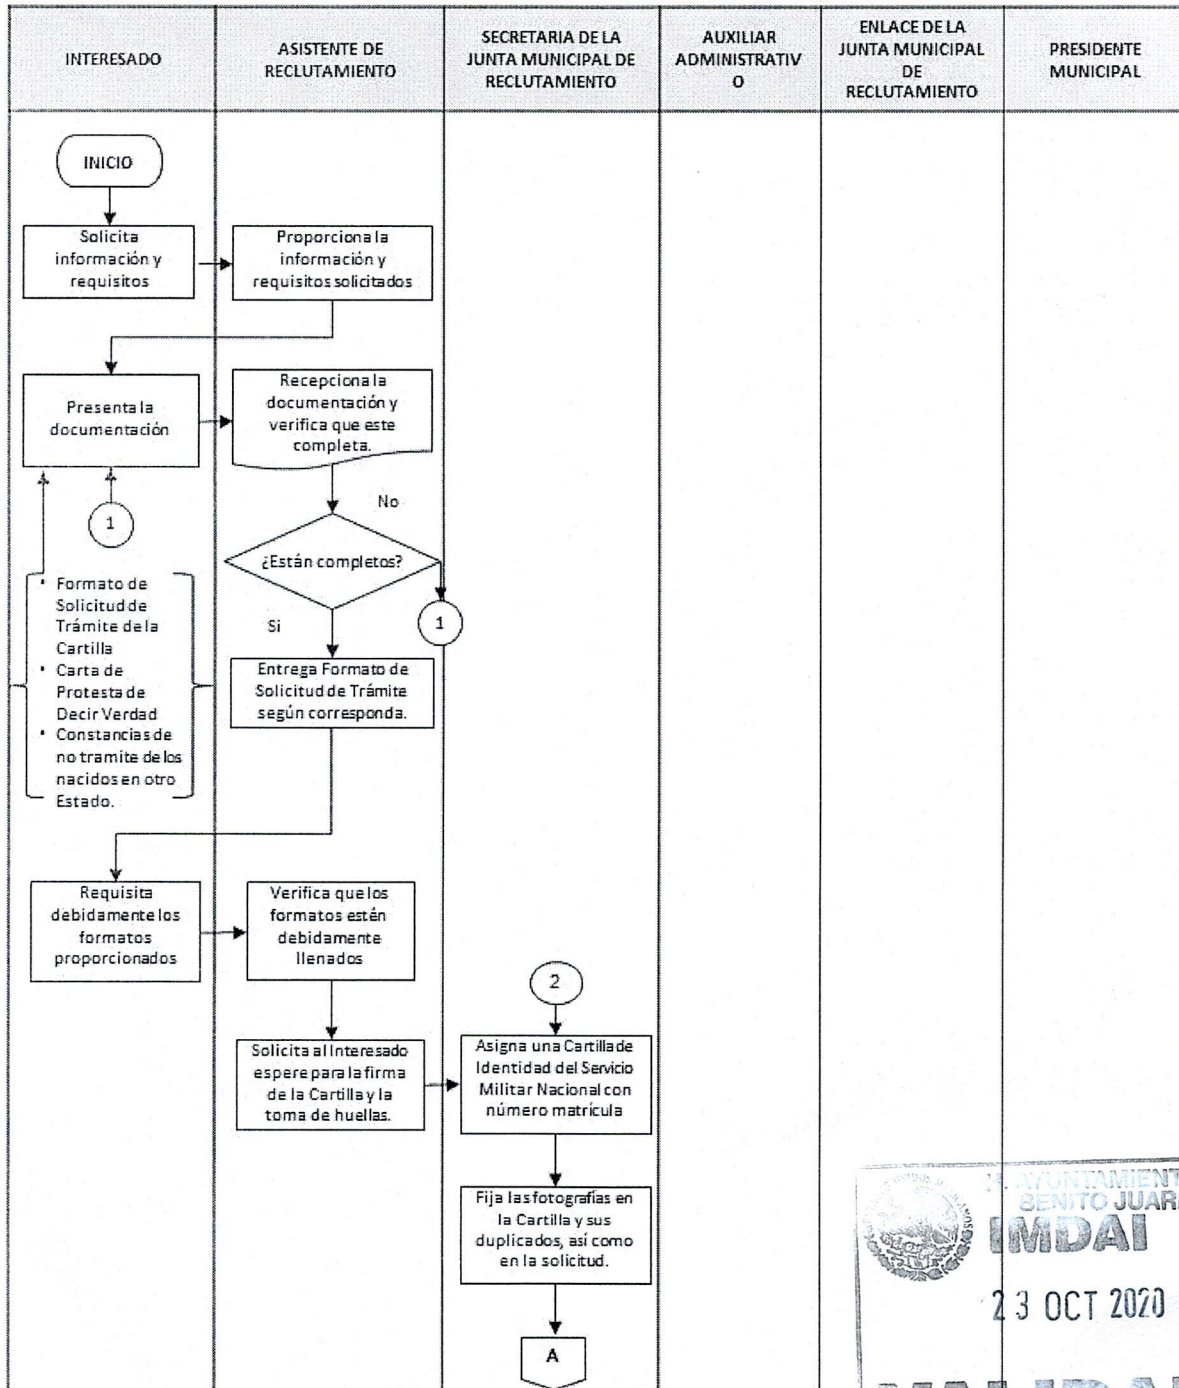 INTERESADO
ASISTENTE DE
RECLUTAMIENTO
SECRETARIA DE LA
JUNTA MUNICIPAL DE
RECLUTAMIENTO
AUXILIAR
ADMINISTRATIV
O
ENLACE DE LA
JUNTA MUNICIPAL
DE
RECLUTAMIENTO
PRESIDENTE
MUNICIPAL
INICIO
Solicita
información y
requisitos
Proporciona la
información y
requisitos solicitados
Presenta la
documentación
Recepciona la
documentación y
verifica que este
completa.
No
1
¿Están completos?
1
Si
• Formato de
Solicitud de
Trámite de la
Cartilla
• Carta de
Protesta de
Decir Verdad
• Constancias de
no tramite de los
nacidos en otro
Estado.
Entrega Formato de
Solicitud de Trámite
según corresponda.
Requisita
debidamente los
formatos
proporcionados
Verifica que los
formatos estén
debidamente
llenados
2
Solicita al Interesado
espere para la firma
de la Cartilla y la
toma de huellas.
Asigna una Cartilla de
Identidad del Servicio
Militar Nacional con
número matrícula
Fija las fotografías en
la Cartilla y sus
duplicados, así como
en la solicitud.
A
H. AYUNTAMIENT
BENITO JUAR
IMDAI
23 OCT 2020